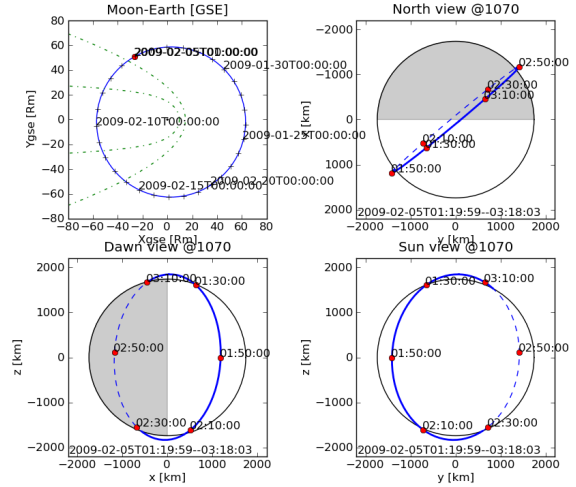 Moon-Earth [GSE]
80
60
40
20
0
−20
−40
−60
−80
−80 −60 −40 −20 0 20 40 60 80
Ygse [Rm]
Xgse [Rm]
2009-02-05T01:00:00
2009-01-30T00:00:00
2009-02-10T00:00:00
2009-01-25T00:00:00
2009-02-20T00:00:00
2009-02-15T00:00:00
North view @1070
−2000
−1000
0
1000
2000
−2000 −1000 0 1000 2000
x [km]
y [km]
02:50:00
02:30:00
03:10:00
02:10:00
01:30:00
01:50:00
2009-02-05T01:19:59--03:18:03
Dawn view @1070
2000
1000
0
−1000
−2000
−2000 −1000 0 1000 2000
z [km]
x [km]
03:10:00
01:30:00
02:50:00
01:50:00
02:30:00
02:10:00
2009-02-05T01:19:59--03:18:03
Sun view @1070
2000
1000
0
−1000
−2000
−2000 −1000 0 1000 2000
z [km]
y [km]
01:30:00
03:10:00
01:50:00
02:50:00
02:10:00
02:30:00
2009-02-05T01:19:59--03:18:03